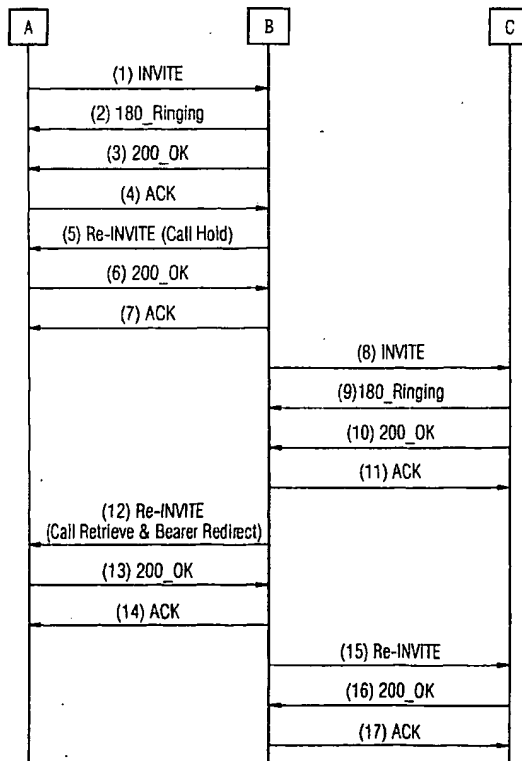 A B C
(1) INVITE
(2) 180_Ringing
(3) 200_OK
(4) ACK
(5) Re-INVITE (Call Hold)
(6) 200_OK
(7) ACK
(8) INVITE
(9)180_Ringing
(10) 200_OK
(11) ACK
(12) Re-INVITE
(Call Retrieve & Bearer Redirect)
(13) 200_OK
(14) ACK
(15) Re-INVITE
(16) 200_OK
(17) ACK